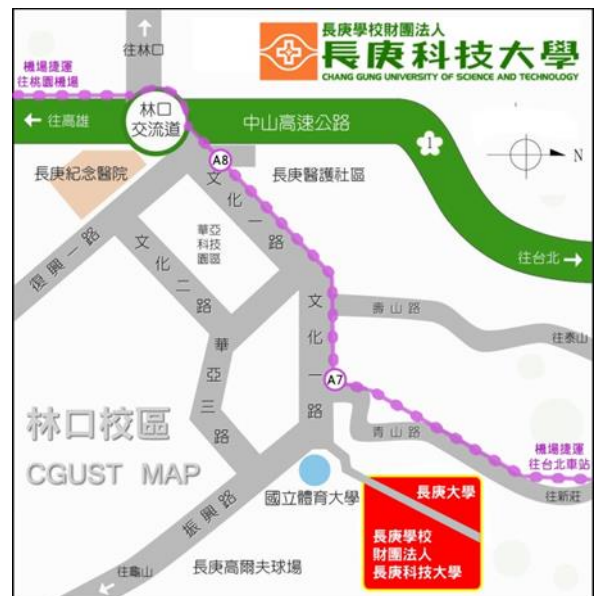 長庚學校財團法人
長庚科技大學
CHANG GUNG UNIVERSITY OF SCIENCE AND TECHNOLOGY
往林口
機場捷運
往桃園機場
林口
交流道
往高雄
中山高速公路
1
N
A8
長庚紀念醫院
長庚醫護社區
文化一路
華亞
科技
園區
復興一路
文化二路
往台北
文化一路
壽山路
往泰山
華亞三路
A7
林口校區
CGUST MAP
青山路
機場捷運
往台北車站
往新莊
國立體育大學
振興路
長庚大學
長庚學校
財團法人
長庚科技大學
往龜山
長庚高爾夫球場